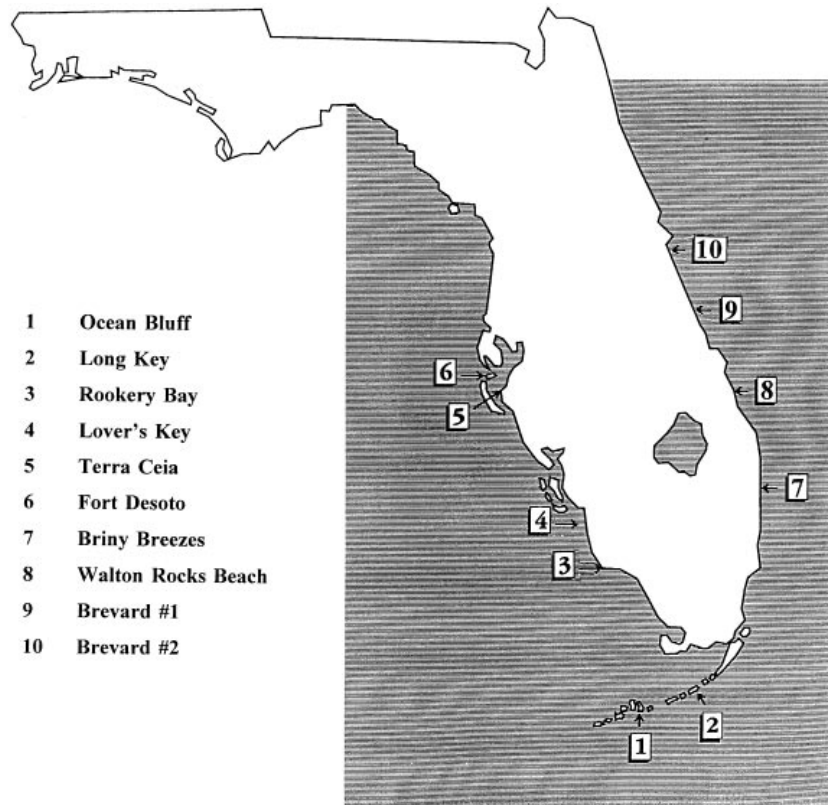 10
9
6
8
5
7
4
3
2
1
1 Ocean Bluff
2 Long Key
3 Rookery Bay
4 Lover's Key
5 Terra Ceia
6 Fort Desoto
7 Briny Breezes
8 Walton Rocks Beach
9 Brevard #1
10 Brevard #2